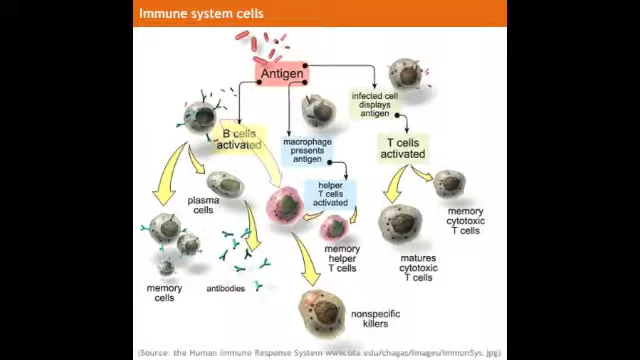 Immune system cells
Antigen
infected cell
displays
antigen
B cells
activated
macrophage
presents
antigen
T cells
activated
helper
T cells
activated
plasma
cells
memory
cytotoxic
T cells
memory
helper
T cells
matures
cytotoxic
T cells
memory
cells
antibodies
nonspecific
killers
(Source: the Human Immune Response System www.uta.edu/chagas/images/immunSys.jpg)